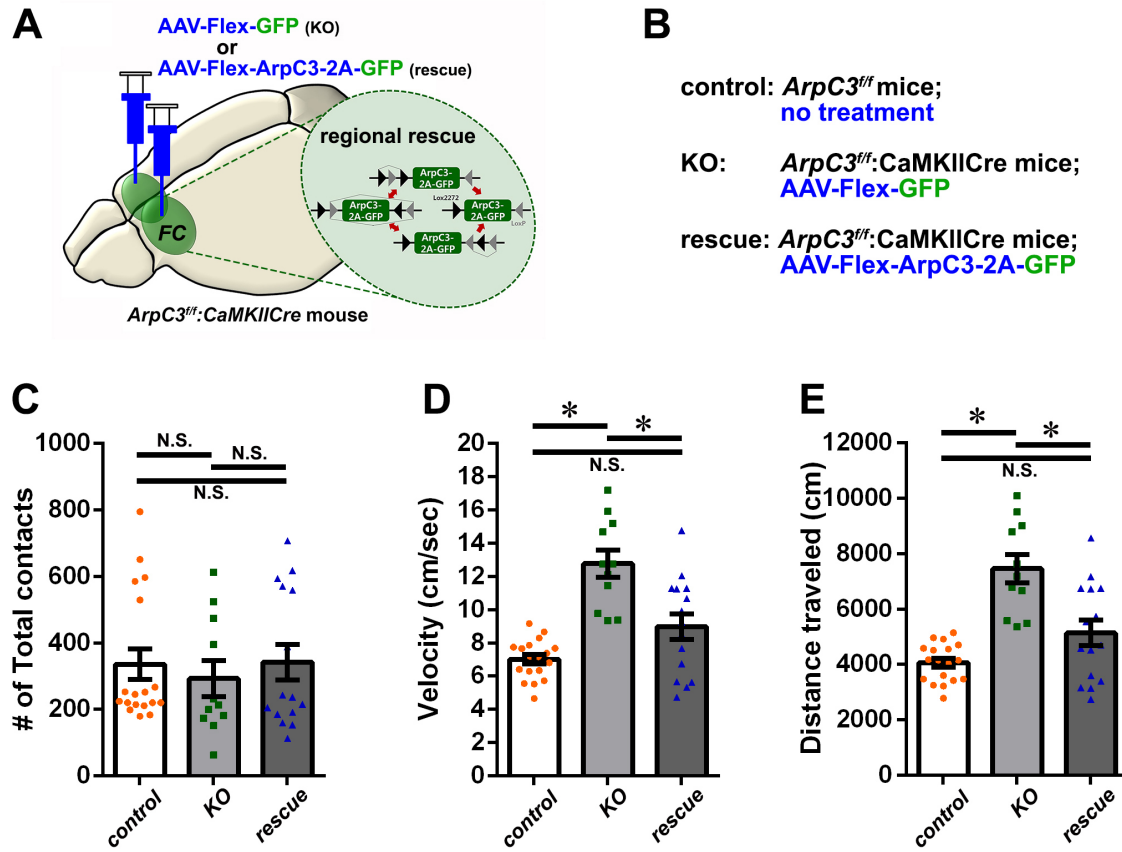 A
AAV-Flex-GFP (KO)
or
AAV-Flex-ArpC3-2A-GFP (rescue)
regional rescue
ArpC3-
2A-GFP
ArpC3-
2A-GFP
Lox2272
ArpC3-
2A-GFP
LoxP
ArpC3-
2A-GFP
FC
ArpC3f/f:CaMKIICre mouse
B
control: ArpC3f/f mice;
no treatment
KO: ArpC3f/f:CaMKIICre mice;
AAV-Flex-GFP
rescue: ArpC3f/f:CaMKIICre mice;
AAV-Flex-ArpC3-2A-GFP
C
# of Total contacts
1000
800
600
400
200
0
N.S.
N.S.
N.S.
control
KO
rescue
D
Velocity (cm/sec)
20
18
16
14
12
10
8
6
4
2
0
*
*
N.S.
control
KO
rescue
E
Distance traveled (cm)
12000
10000
8000
6000
4000
2000
0
*
*
N.S.
control
KO
rescue